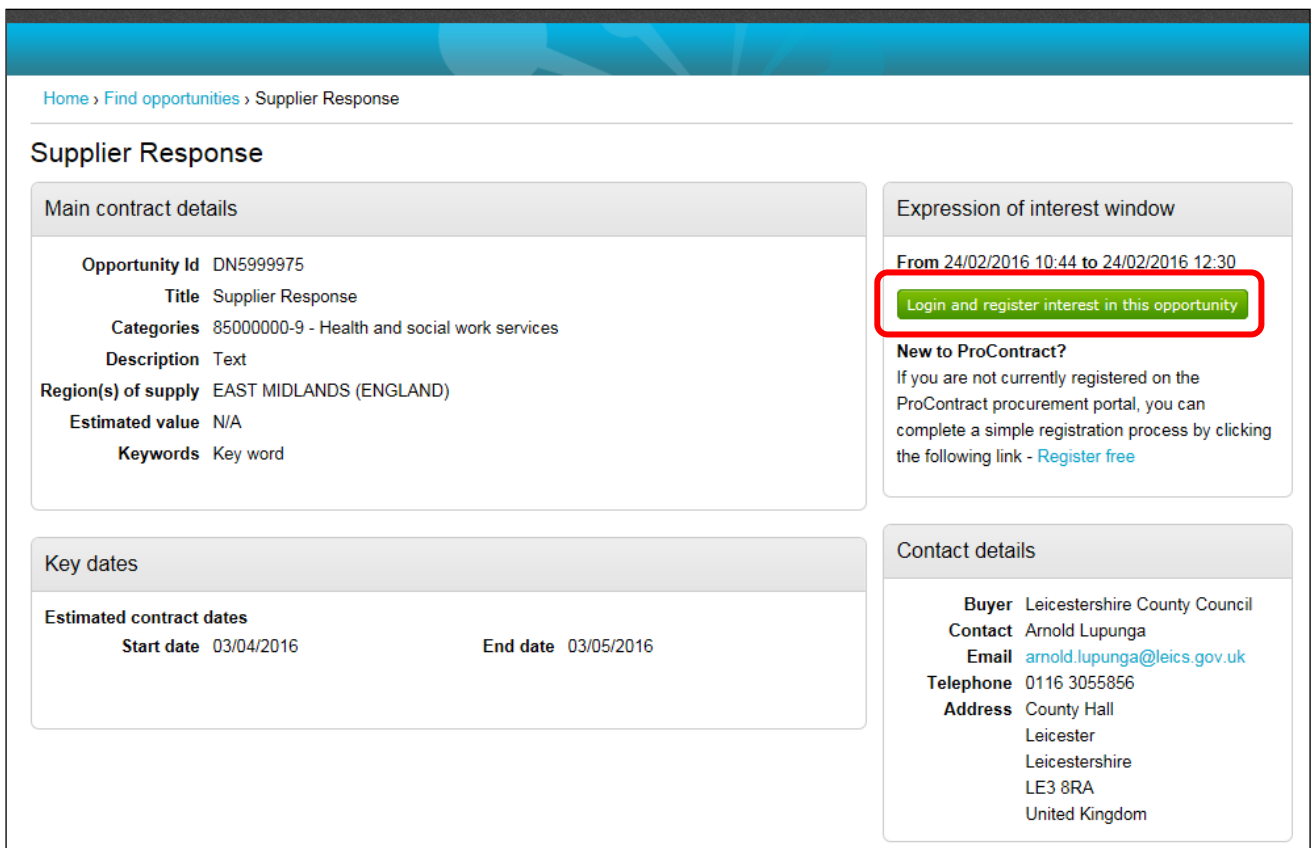 Home › Find opportunities › Supplier Response
Supplier Response
Main contract details
Opportunity Id DN5999975
Title Supplier Response
Categories 85000000-9 - Health and social work services
Description Text
Region(s) of supply EAST MIDLANDS (ENGLAND)
Estimated value N/A
Keywords Key word
Expression of interest window
From 24/02/2016 10:44 to 24/02/2016 12:30
Login and register interest in this opportunity
New to ProContract?
If you are not currently registered on the
ProContract procurement portal, you can
complete a simple registration process by clicking
the following link - Register free
Key dates
Estimated contract dates
Start date 03/04/2016 End date 03/05/2016
Contact details
Buyer Leicestershire County Council
Contact Arnold Lupunga
Email arnold.lupunga@leics.gov.uk
Telephone 0116 3055856
Address County Hall
Leicester
Leicestershire
LE3 8RA
United Kingdom